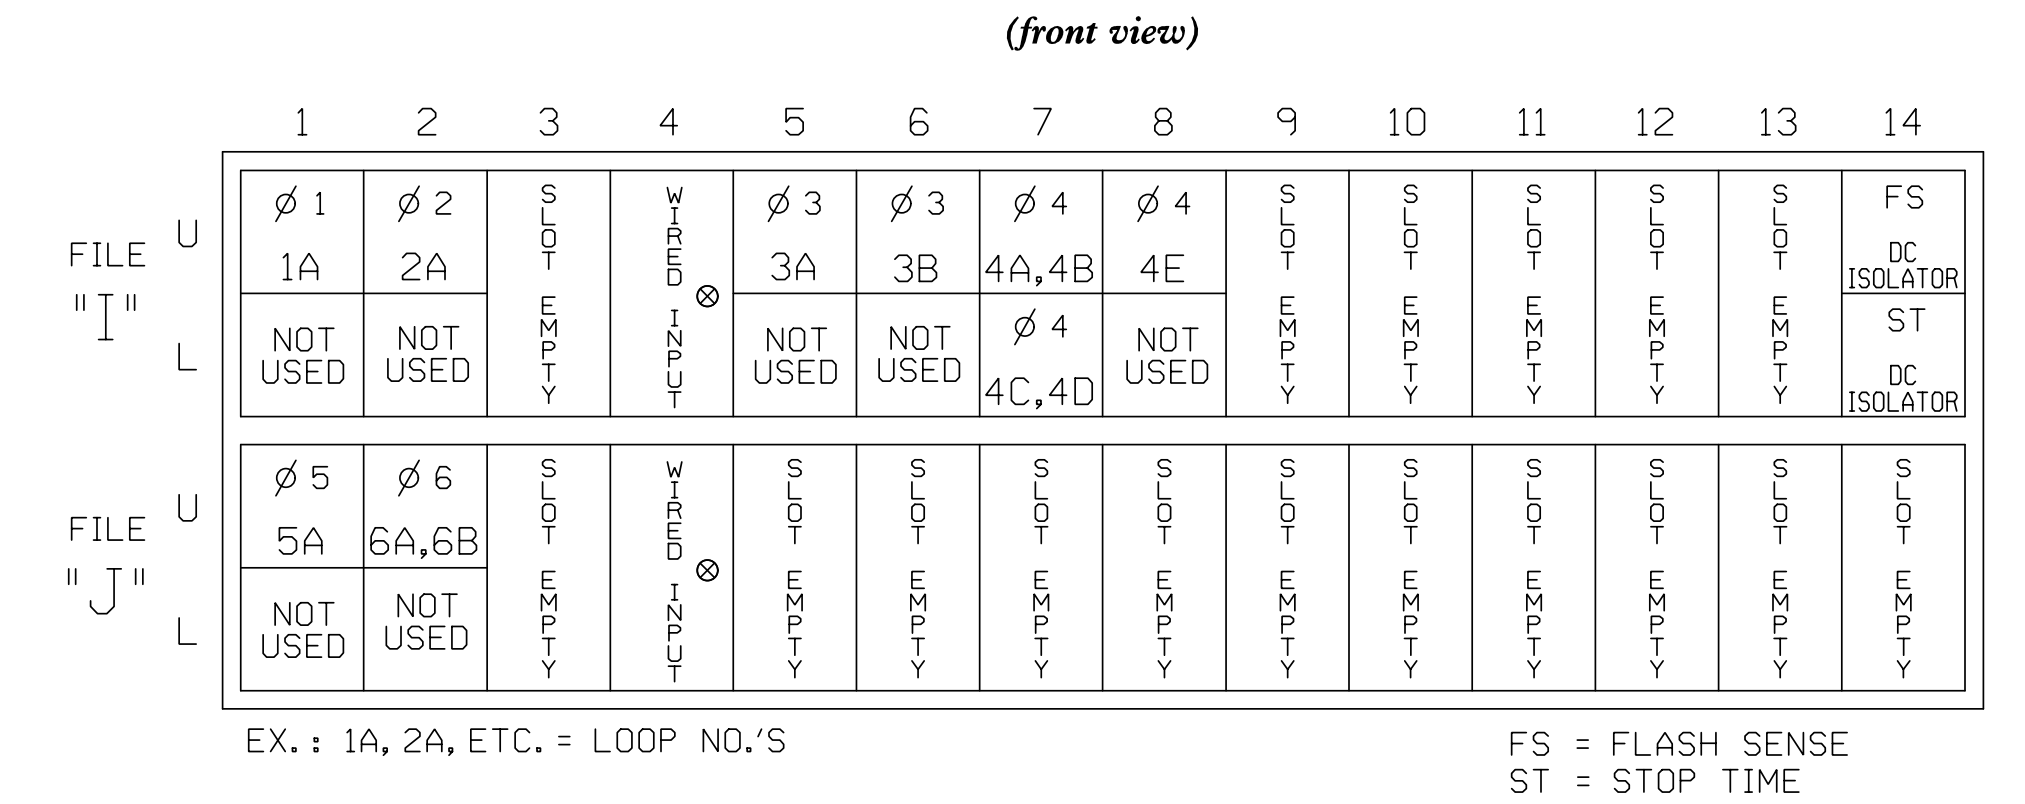 (front view)
1 2 3 4 5 6 7 8 9 10 11 12 13 14
FILE "I"
U
L
Ø 1
1A
NOT
USED
Ø 2
2A
NOT
USED
SLOT EMPTY
WIRED INPUT
Ø 3
3A
NOT
USED
Ø 3
3B
NOT
USED
Ø 4
4A,4B
Ø 4
4C,4D
Ø 4
4E
NOT
USED
SLOT EMPTY
SLOT EMPTY
SLOT EMPTY
SLOT EMPTY
SLOT EMPTY
FS
DC
ISOLATOR
ST
DC
ISOLATOR
FILE "J"
U
L
Ø 5
5A
NOT
USED
Ø 6
6A,6B
NOT
USED
SLOT EMPTY
WIRED INPUT
SLOT EMPTY
SLOT EMPTY
SLOT EMPTY
SLOT EMPTY
SLOT EMPTY
SLOT EMPTY
SLOT EMPTY
SLOT EMPTY
SLOT EMPTY
SLOT EMPTY
EX.: 1A, 2A, ETC. = LOOP NO.'S
FS = FLASH SENSE
ST = STOP TIME